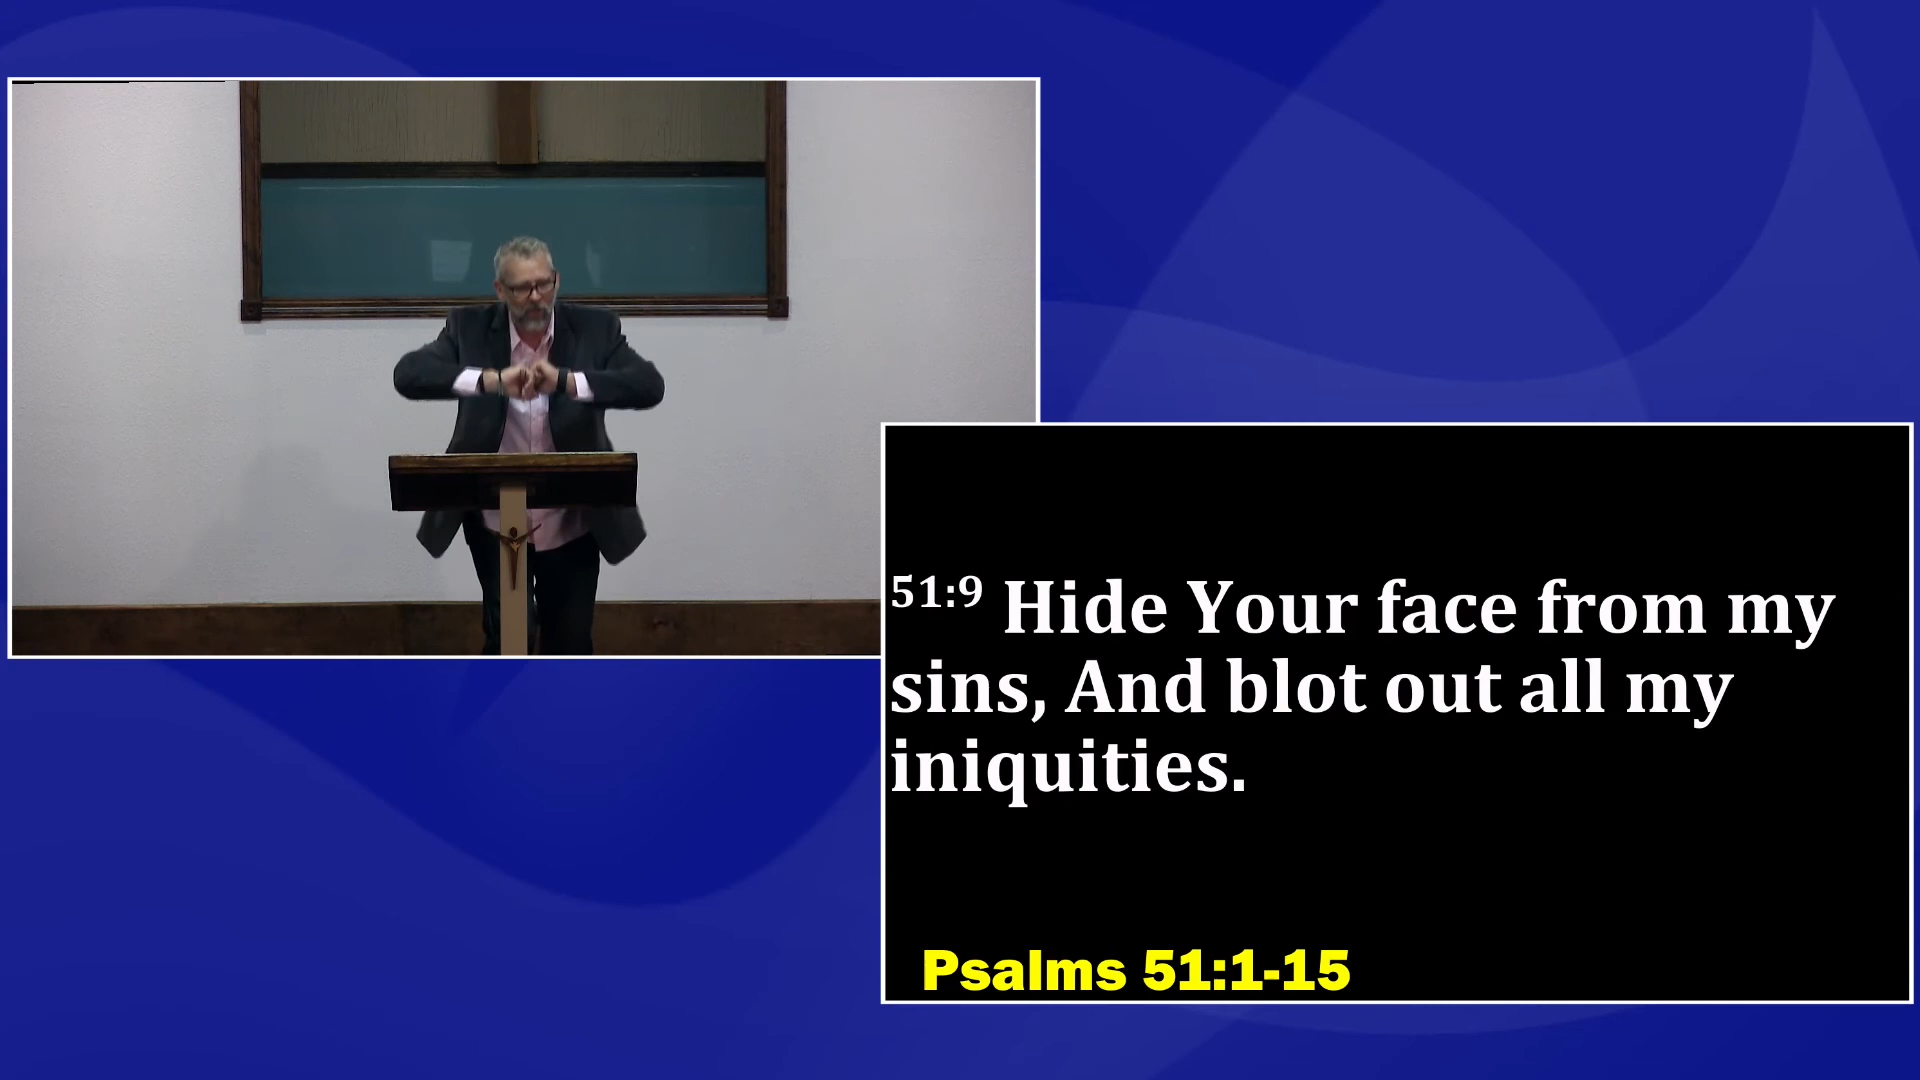 51:9 Hide Your face from my
sins, And blot out all my
iniquities.
Psalms 51:1-15